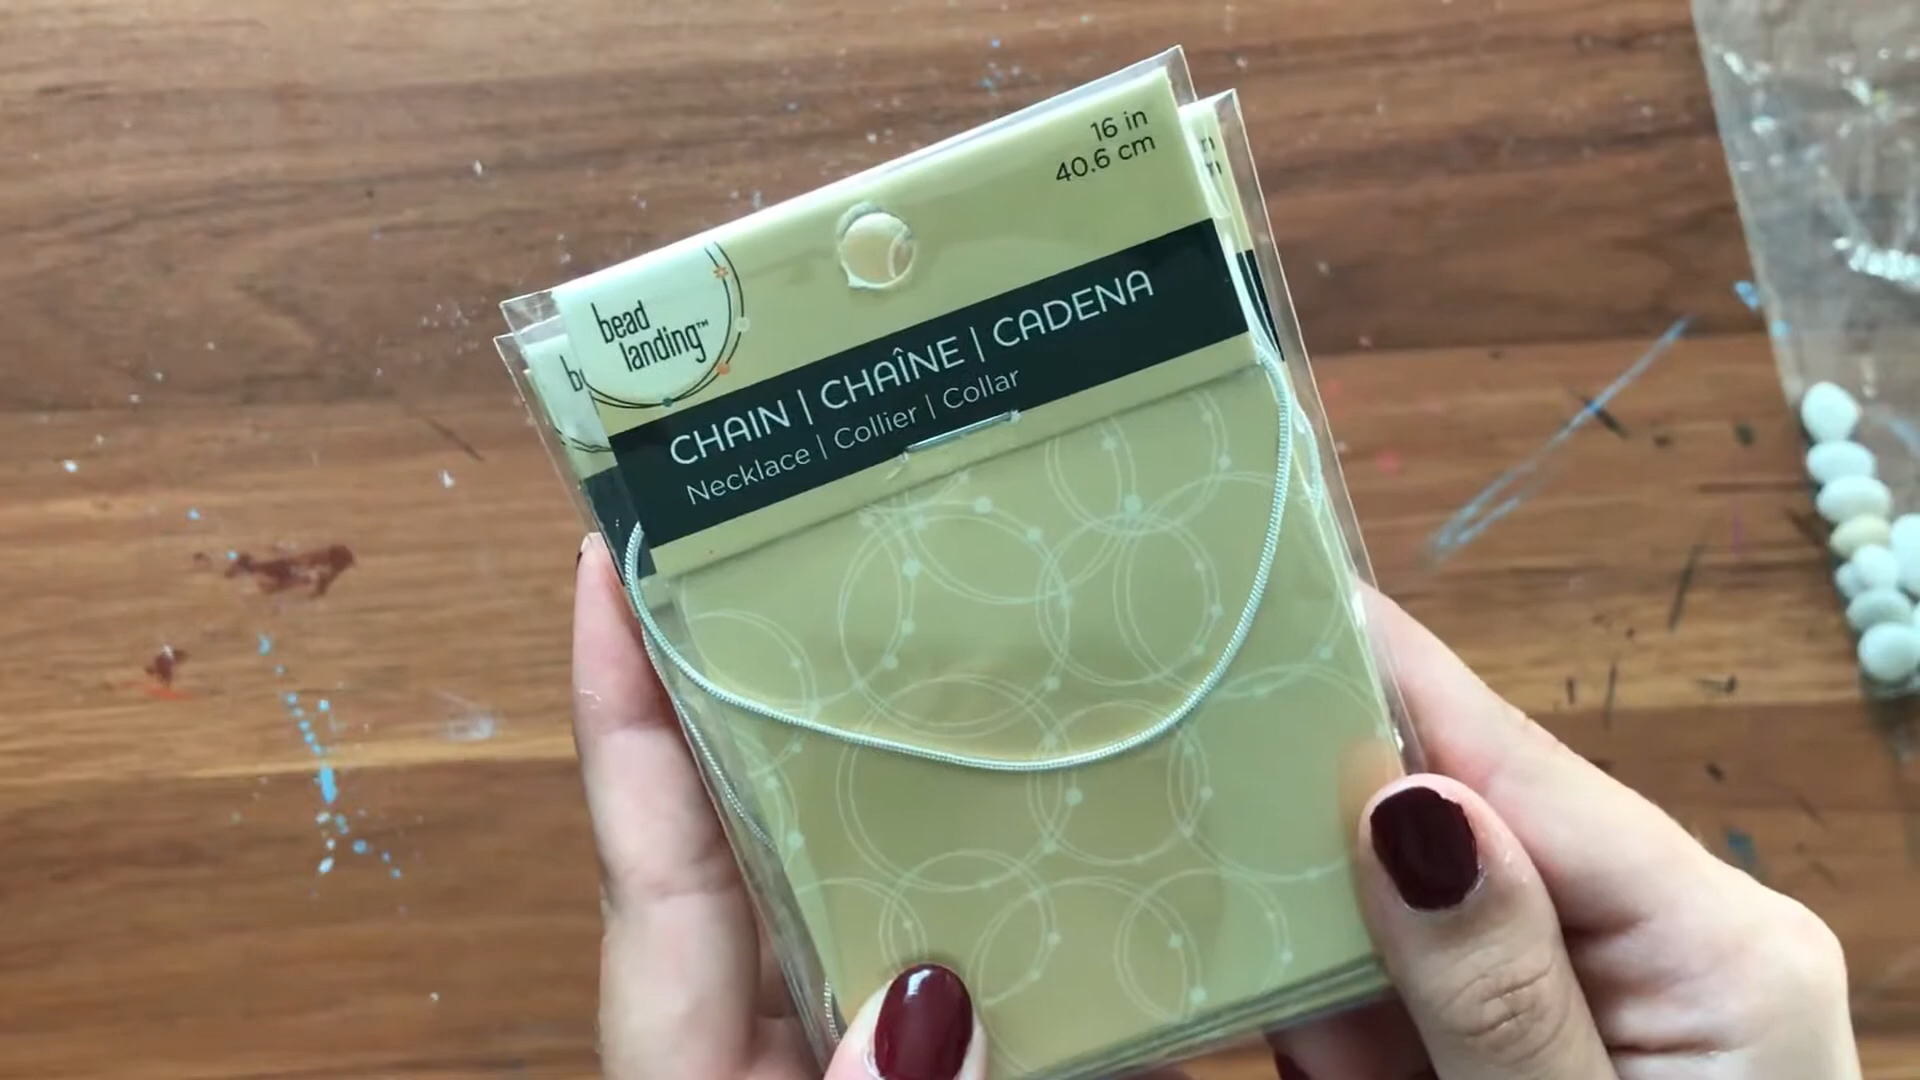 16 in
40.6 cm
bead
landing™
CHAIN | CHAÎNE | CADENA
Necklace | Collier | Collar